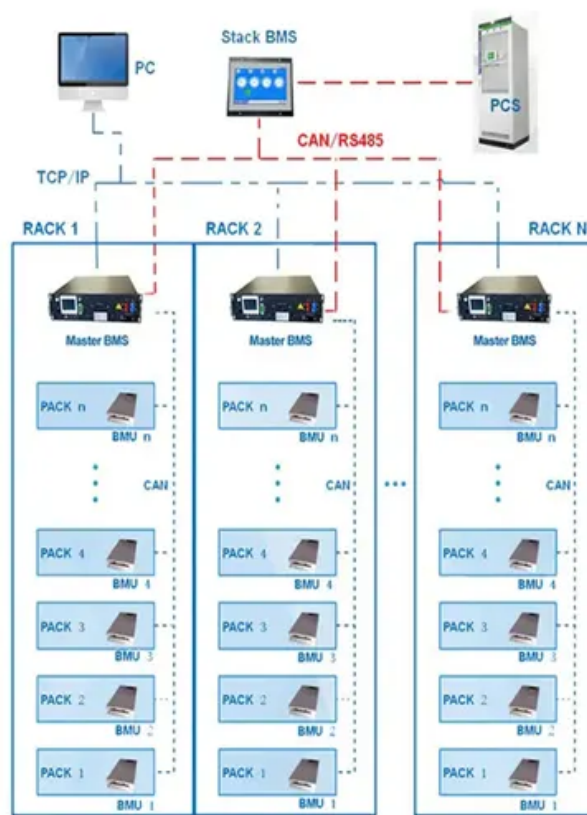 PC
Stack BMS
PCS
CAN/RS485
TCP/IP
RACK 1
RACK 2
RACK N
Master BMS
Master BMS
Master BMS
PACK n
BMU n
PACK n
BMU n
PACK n
BMU n
CAN
CAN
CAN
PACK 4
BMU 4
PACK 4
BMU 4
PACK 4
BMU 4
PACK 3
BMU 3
PACK 3
BMU 3
PACK 3
BMU 3
PACK 2
BMU 2
PACK 2
BMU 2
PACK 2
BMU 2
PACK 1
BMU 1
PACK 1
BMU 1
PACK 1
BMU 1